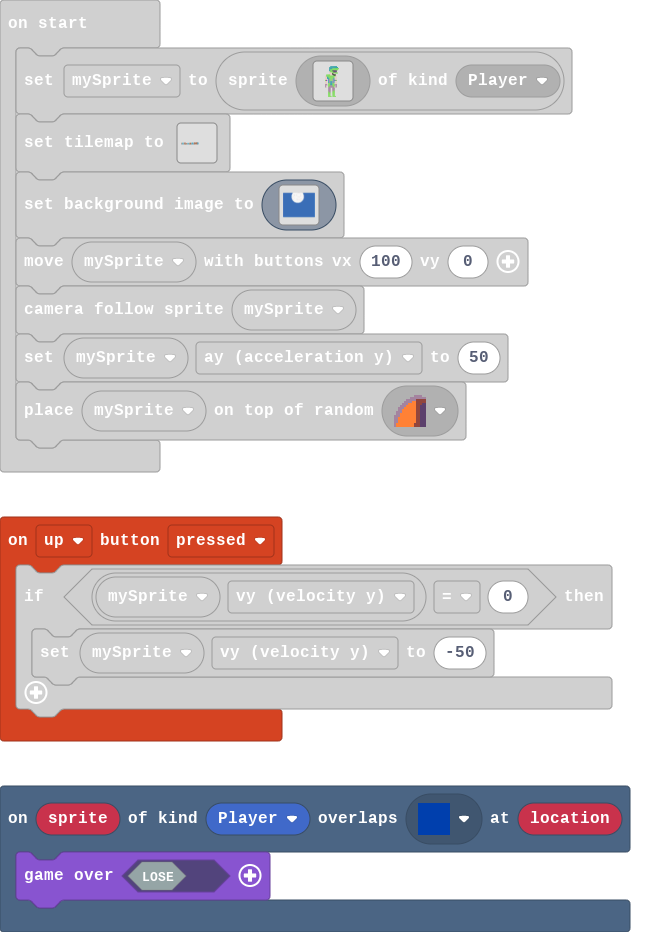 on start
set mySprite to sprite of kind Player
set tilemap to
set background image to
move mySprite with buttons vx 100 vy 0
camera follow sprite mySprite
set mySprite ay (acceleration y) to 50
place mySprite on top of random
on up button pressed
if mySprite vy (velocity y) = 0 then
set mySprite vy (velocity y) to -50
on sprite of kind Player overlaps at location
game over LOSE